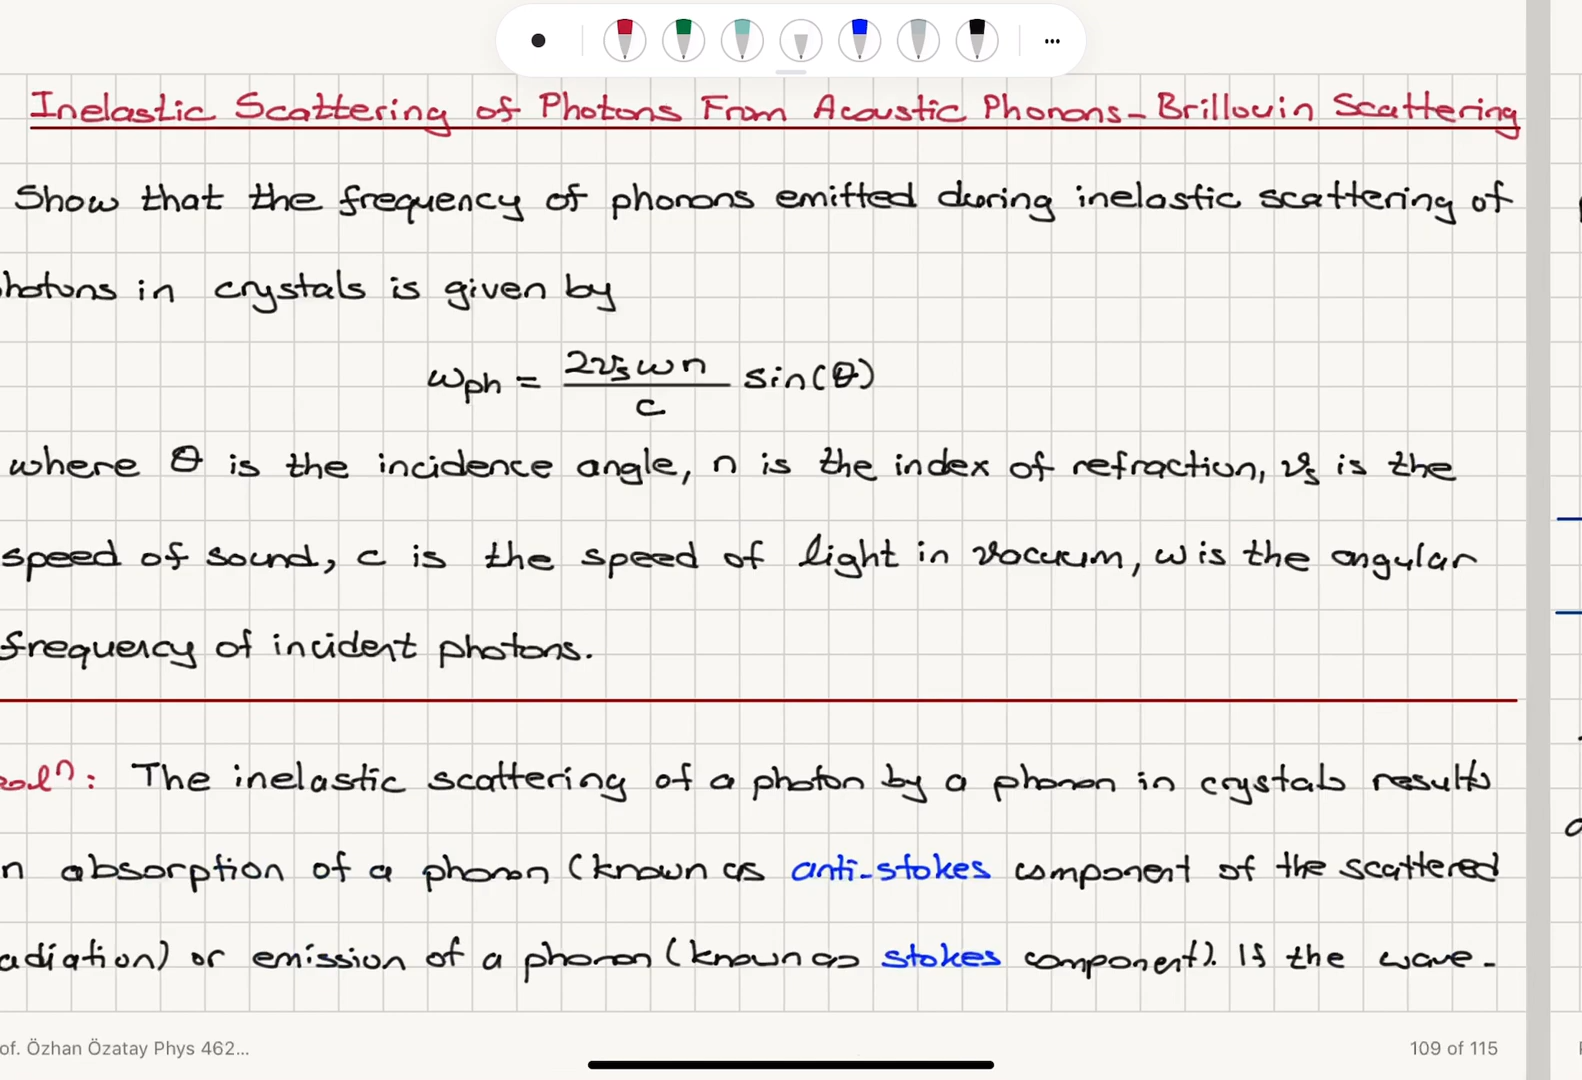 Inelastic Scattering of Photons From Acoustic Phonons - Brillouin Scattering
Show that the frequency of phonons emitted during inelastic scattering of
hotons in crystals is given by
ωph = 2υsωn / c sin(θ)
where θ is the incidence angle, n is the index of refraction, υs is the
speed of sound, c is the speed of light in vacuum, ω is the angular
frequency of incident photons.
solⁿ: The inelastic scattering of a photon by a phonon in crystals results
n absorption of a phonon (known as anti-stokes component of the scattered
adiation) or emission of a phonon (known as stokes component). If the wave-
of. Özhan Özatay Phys 462...
109 of 115